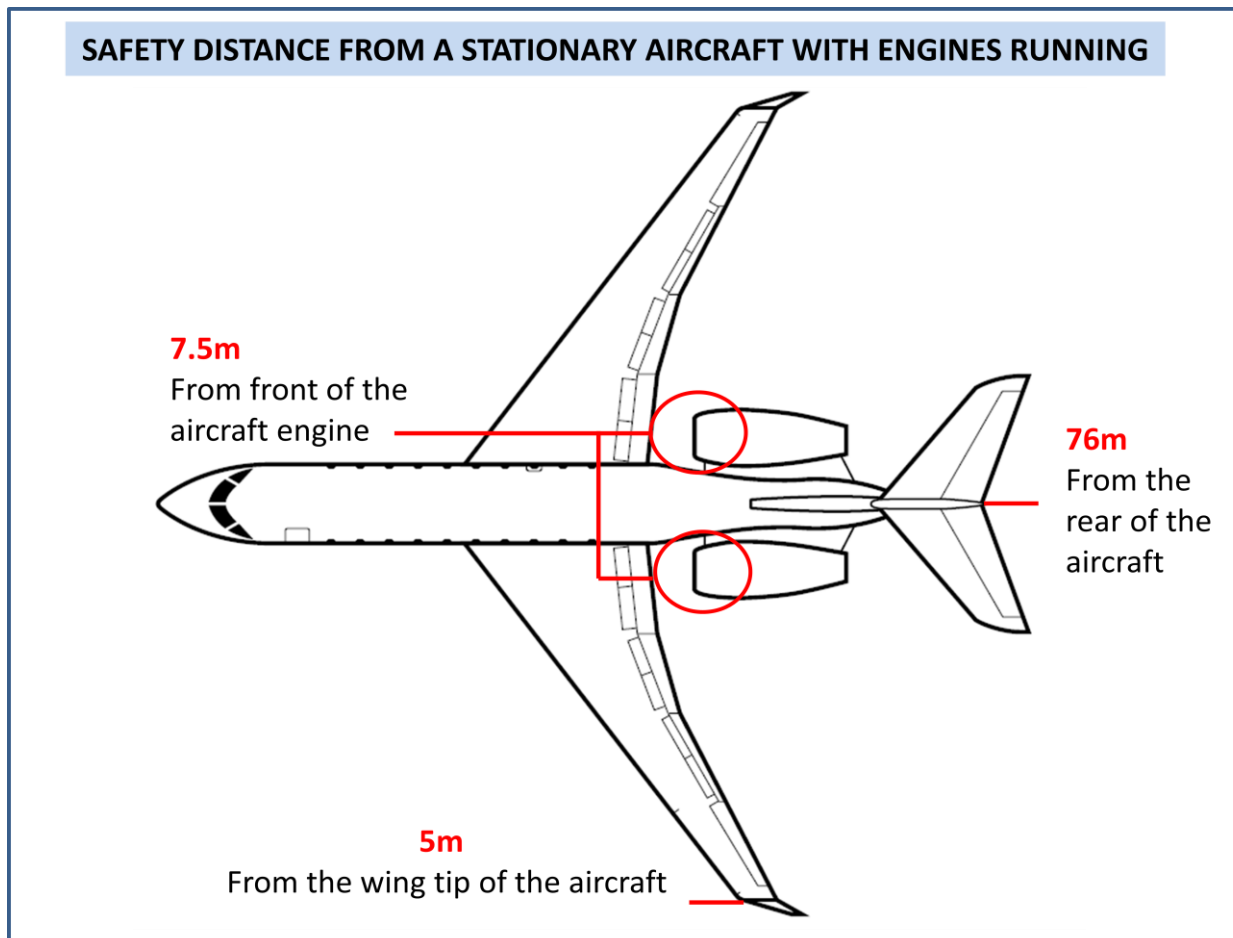 SAFETY DISTANCE FROM A STATIONARY AIRCRAFT WITH ENGINES RUNNING
7.5m
From front of the
aircraft engine
76m
From the
rear of the
aircraft
5m
From the wing tip of the aircraft